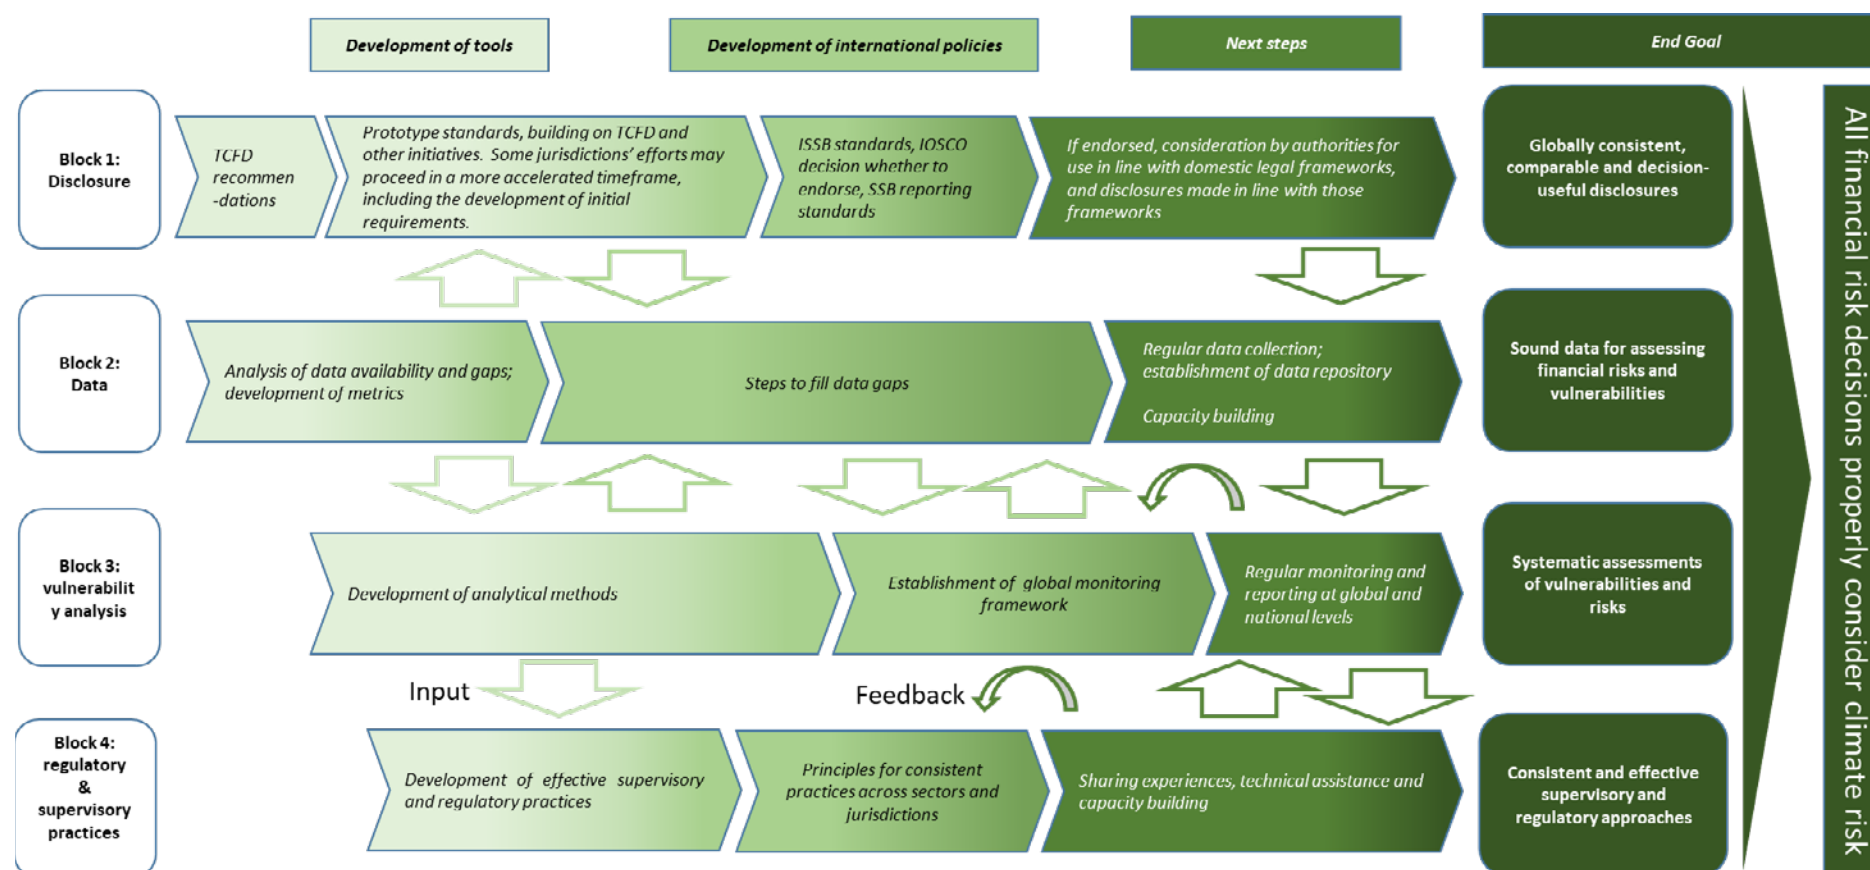 Development of tools
Development of international policies
Next steps
End Goal
Block 1:
Disclosure
TCFD
recommen
-dations
Prototype standards, building on TCFD and
other initiatives. Some jurisdictions' efforts may
proceed in a more accelerated timeframe,
including the development of initial
requirements.
ISSB standards, IOSCO
decision whether to
endorse, SSB reporting
standards
If endorsed, consideration by authorities for
use in line with domestic legal frameworks,
and disclosures made in line with those
frameworks
Globally consistent,
comparable and decision-
useful disclosures
Block 2:
Data
Analysis of data availability and gaps;
development of metrics
Steps to fill data gaps
Regular data collection;
establishment of data repository
Capacity building
Sound data for assessing
financial risks and
vulnerabilities
Block 3:
vulnerabilit
y analysis
Development of analytical methods
Establishment of global monitoring
framework
Regular monitoring and
reporting at global and
national levels
Systematic assessments
of vulnerabilities and
risks
Input
Feedback
Block 4:
regulatory
&
supervisory
practices
Development of effective supervisory
and regulatory practices
Principles for consistent
practices across sectors and
jurisdictions
Sharing experiences, technical assistance and
capacity building
Consistent and effective
supervisory and
regulatory approaches
All financial risk decisions properly consider climate risk